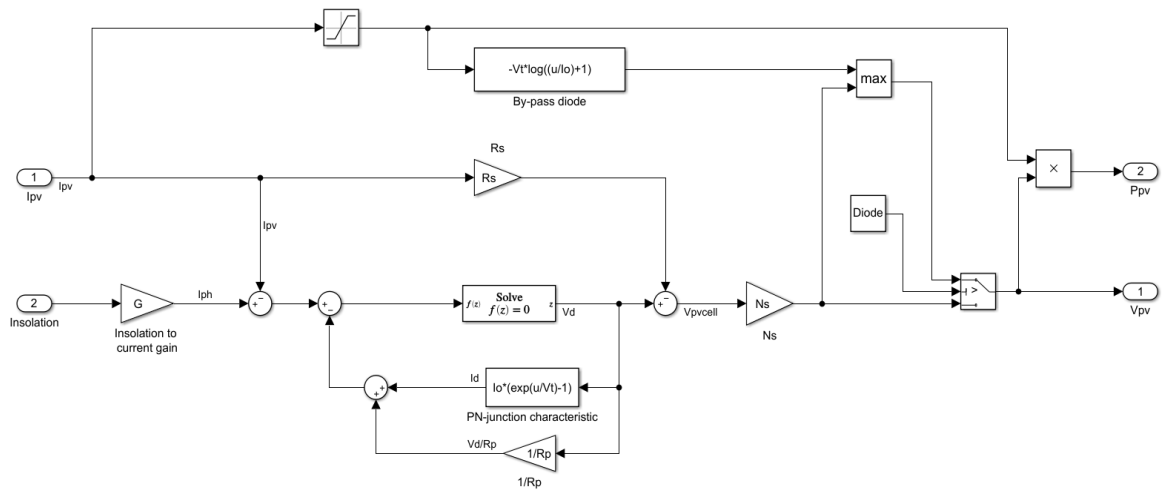 -Vt*log((u/Io)+1)
By-pass diode
max
Rs
Rs
1
Ipv
Ipv
×
2
Ppv
Diode
Ipv
2
Insolation
G
Iph
Insolation to
current gain
+
−
+
−
f(z)
Solve
f(z) = 0
z
Vd
+
−
Vpvcell
Ns
Ns
>
1
Vpv
+
+
Id
Io*(exp(u/Vt)-1)
PN-junction characteristic
Vd/Rp
1/Rp
1/Rp